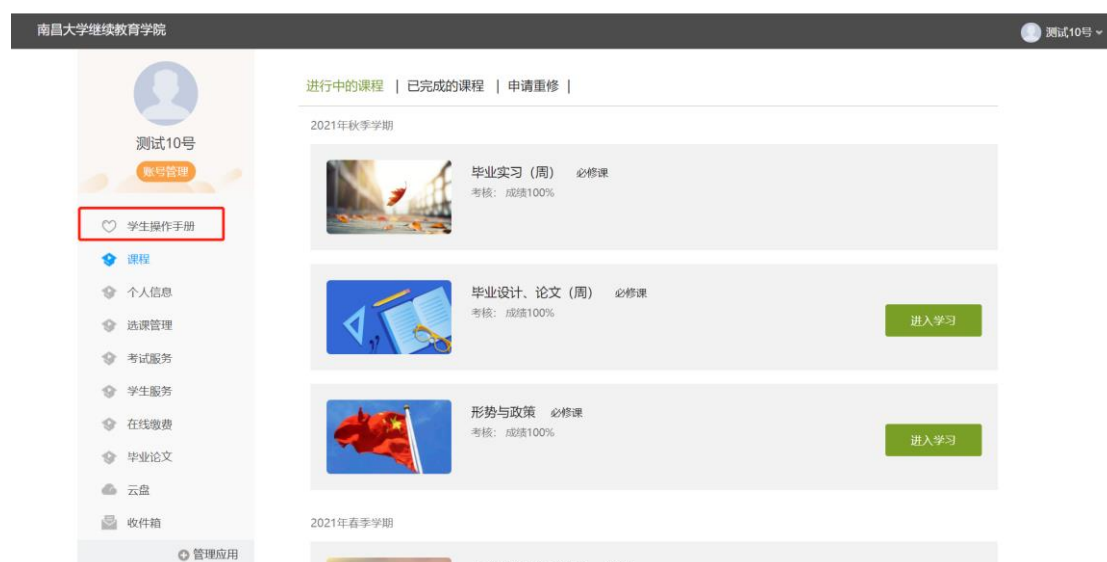 南昌大学继续教育学院
测试10号
测试10号
账号管理
学生操作手册
课程
个人信息
选课管理
考试服务
学生服务
在线缴费
毕业论文
云盘
收件箱
管理应用
进行中的课程 | 已完成的课程 | 申请重修 |
2021年秋季学期
毕业实习（周） 必修课
考核： 成绩100%
毕业设计、论文（周） 必修课
考核： 成绩100%
进入学习
形势与政策 必修课
考核： 成绩100%
进入学习
2021年春季学期